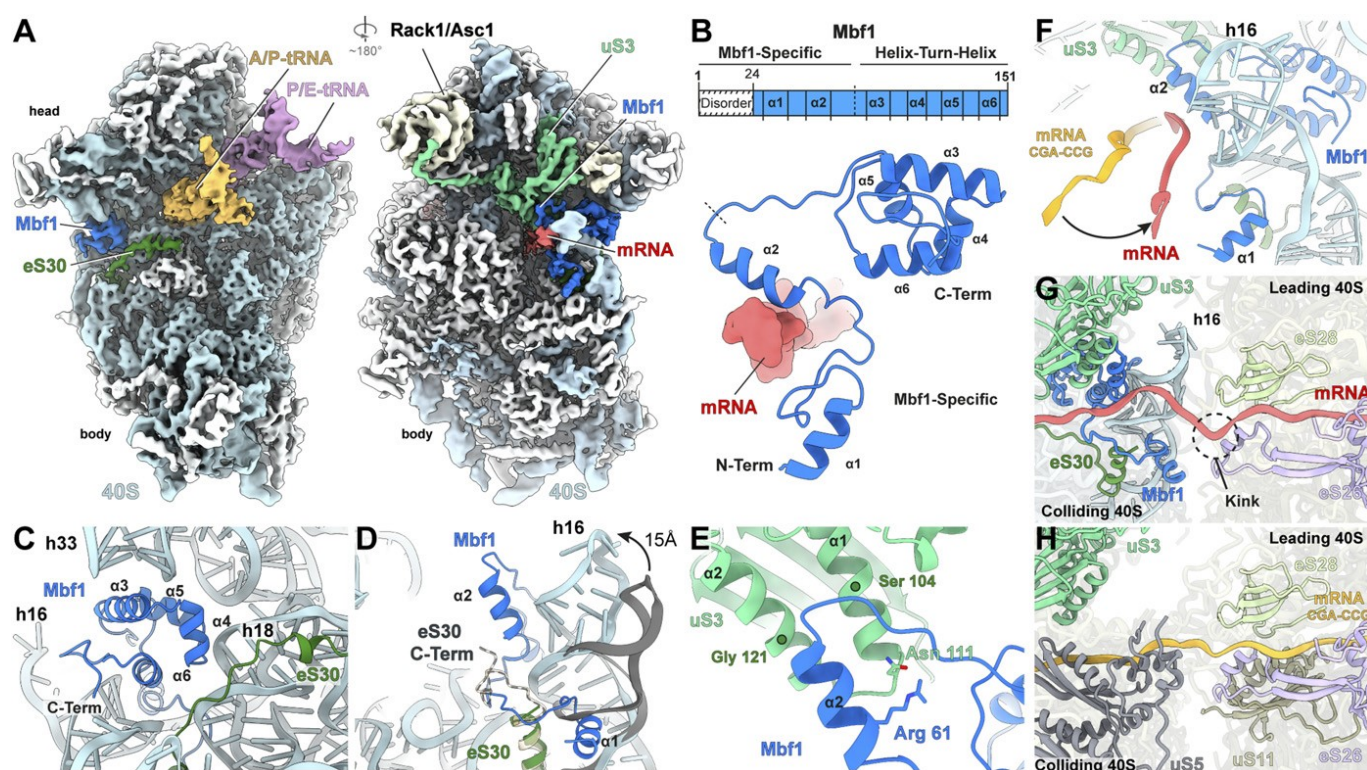 A
~180°
Rack1/Asc1
uS3
A/P-tRNA
P/E-tRNA
Mbf1
head
Mbf1
eS30
mRNA
body
body
40S
40S
B
Mbf1
Mbf1-Specific
Helix-Turn-Helix
1
24
151
Disorder
α1
α2
α3
α4
α5
α6
α3
α5
α2
α4
α6
C-Term
mRNA
Mbf1-Specific
N-Term
α1
C
h33
Mbf1
α3
α5
h16
α4
h18
α6
eS30
C-Term
D
h16
15Å
Mbf1
α2
eS30
C-Term
α1
eS30
E
α1
α2
Ser 104
uS3
Gly 121
Asn 111
α2
Arg 61
Mbf1
F
h16
uS3
α2
mRNA
CGA-CCG
Mbf1
mRNA
α1
G
uS3
Leading 40S
h16
eS28
mRNA
eS30
Mbf1
Kink
eS26
Colliding 40S
H
Leading 40S
uS3
eS28
mRNA
CGA-CCG
Colliding 40S
uS5
uS11
eS26